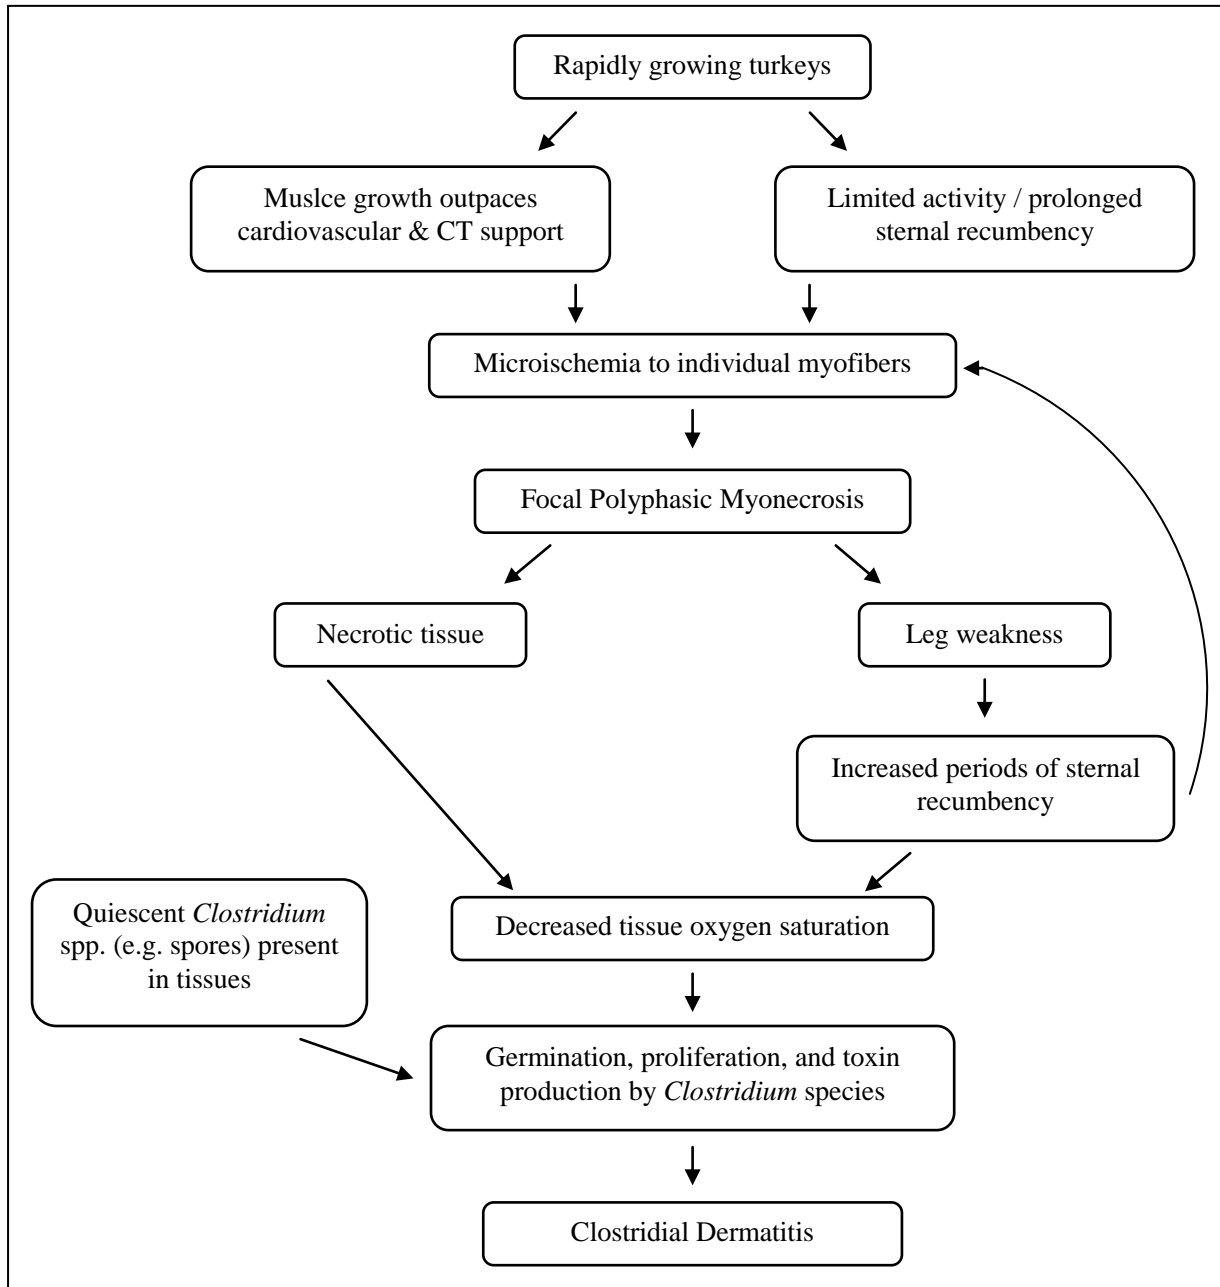 Rapidly growing turkeys
Muslce growth outpaces
cardiovascular & CT support
Limited activity / prolonged
sternal recumbency
Microischemia to individual myofibers
Focal Polyphasic Myonecrosis
Necrotic tissue
Leg weakness
Increased periods of sternal
recumbency
Quiescent Clostridium
spp. (e.g. spores) present
in tissues
Decreased tissue oxygen saturation
Germination, proliferation, and toxin
production by Clostridium species
Clostridial Dermatitis